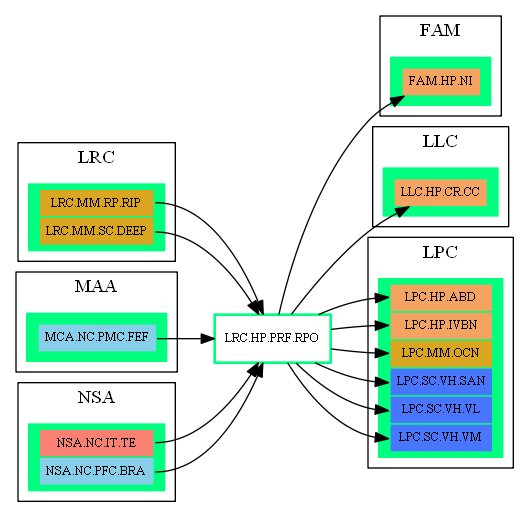 FAM
FAM.HP.NI
LLC
LLC.HP.CR.CC
LRC
LRC.MM.RP.RIP
LRC.MM.SC.DEEP
LPC
LPC.HP.ABD
LPC.HP.IVBN
LPC.MM.OCN
LPC.SC.VH.SAN
LPC.SC.VH.VL
LPC.SC.VH.VM
MAA
MCA.NC.PMC.FEF
LRC.HP.PRF.RPO
NSA
NSA.NC.IT.TE
NSA.NC.PFC.BRA